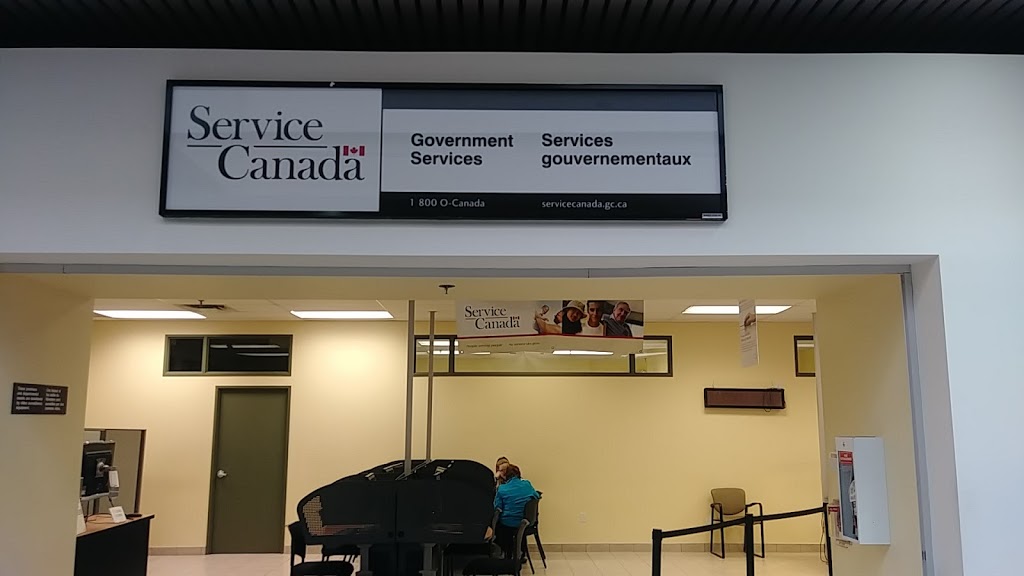 Service
Canada
Government
Services
Services
gouvernementaux
1 800 O-Canada
servicecanada.gc.ca
Service
Canada